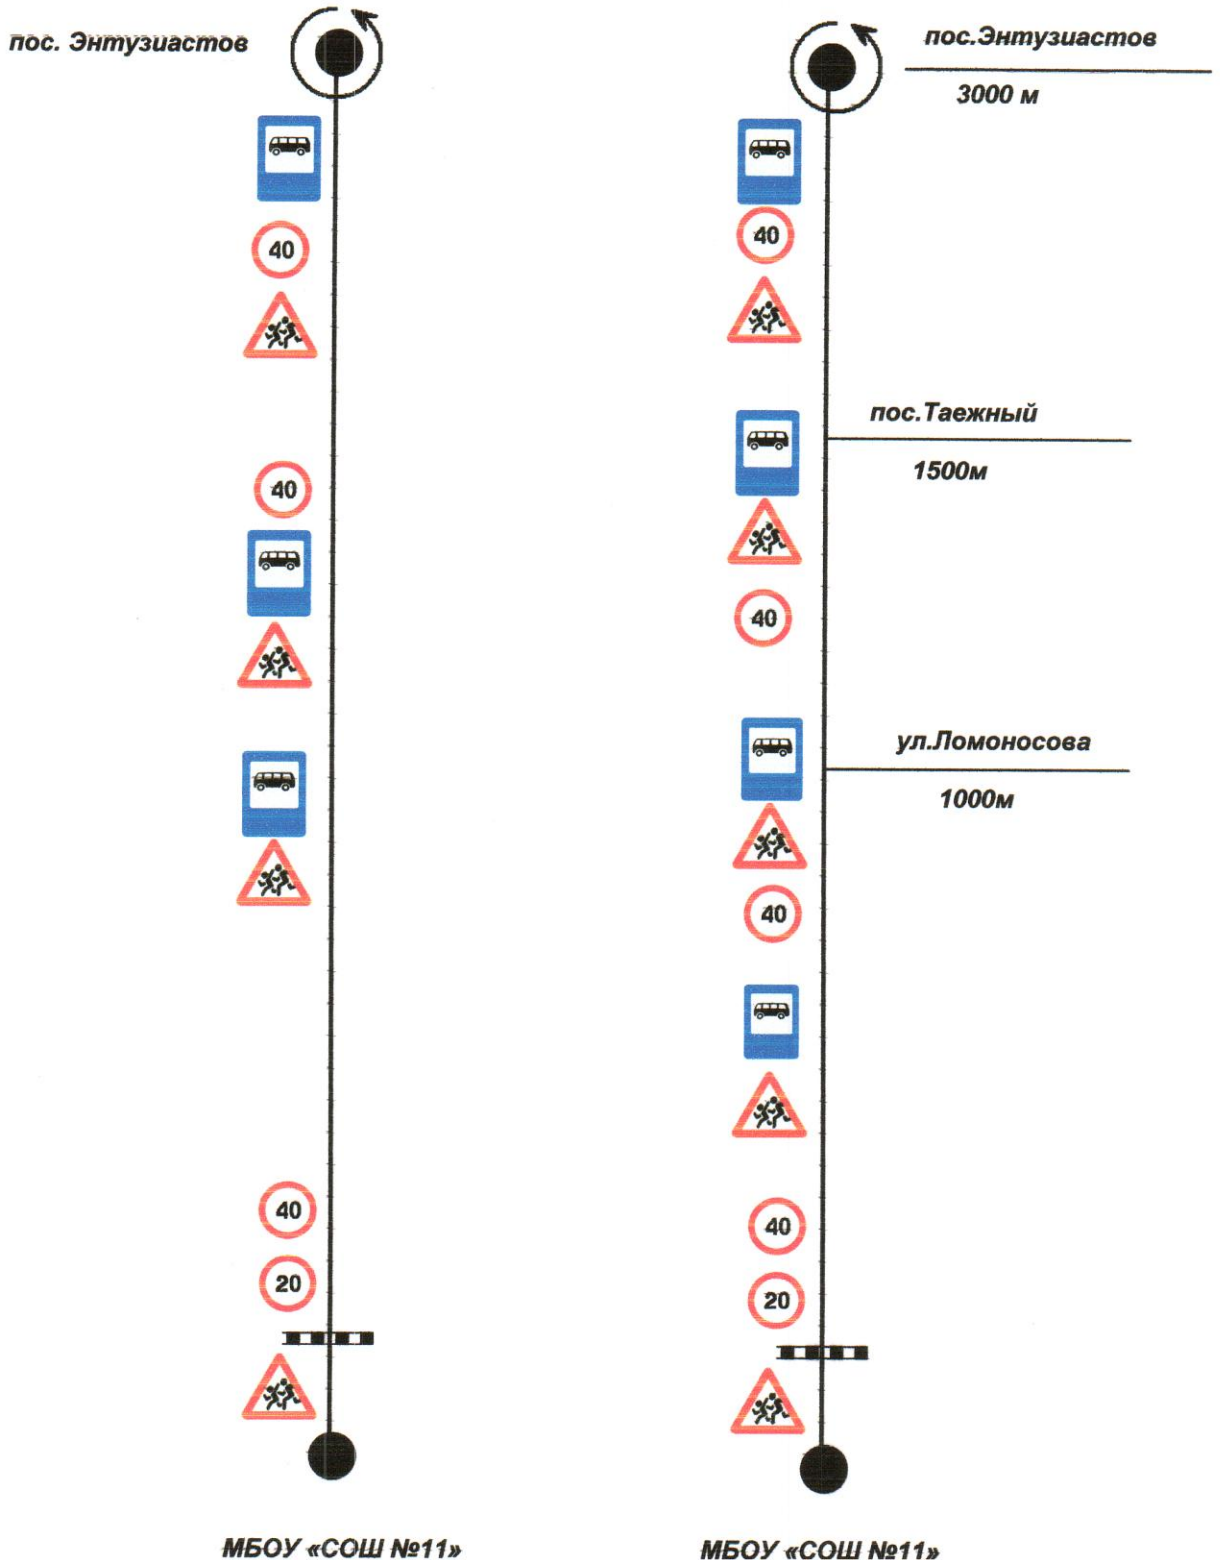 пос. Энтузиастов
40
40
40
20
МБОУ «СОШ №11»
пос.Энтузиастов
3000 м
40
пос.Таежный
1500м
40
ул.Ломоносова
1000м
40
40
20
МБОУ «СОШ №11»